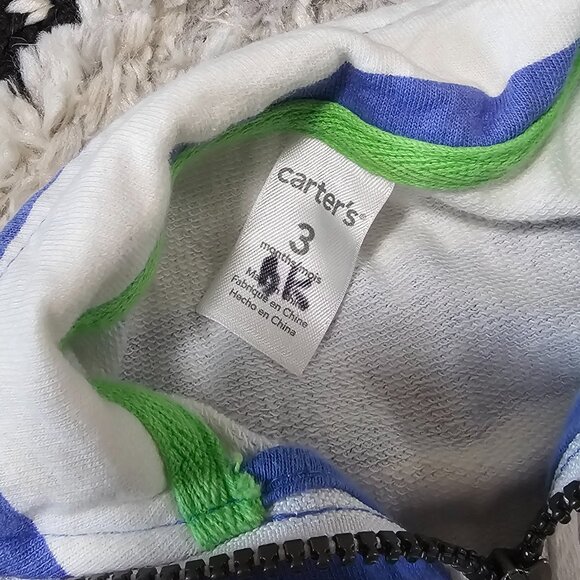 carter's®
3
months/mois
Made in China
Fabriqué en Chine
Hecho en China